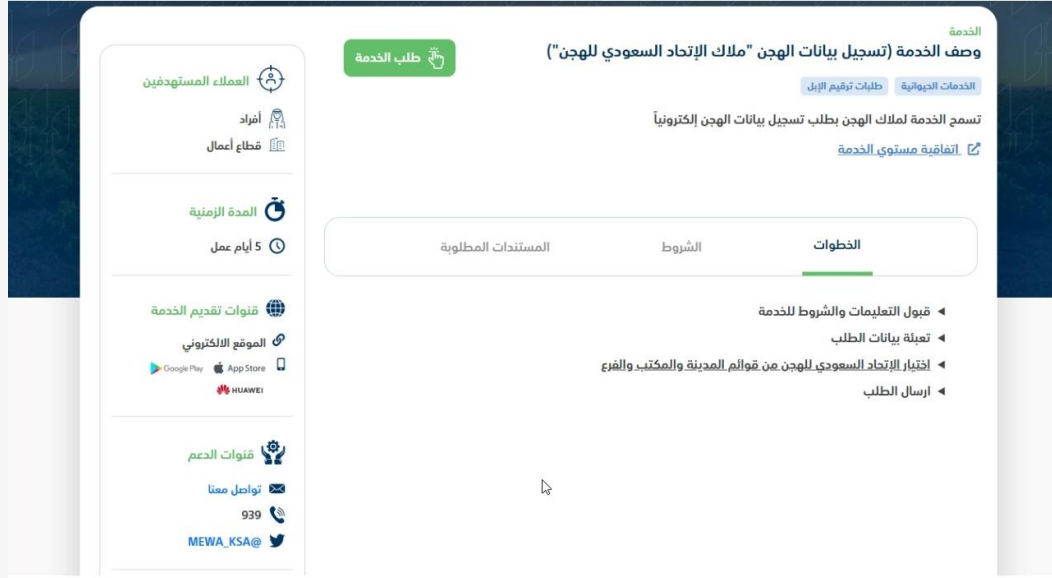 الخدمة
وصف الخدمة (تسجيل بيانات الهجن "ملاك الإتحاد السعودي للهجن")
طلب الخدمة
الخدمات الحيوانية
طلبات ترقيم الإبل
تسمح الخدمة لملاك الهجن بطلب تسجيل بيانات الهجن إلكترونياً
اتفاقية مستوي الخدمة
الخطوات
الشروط
المستندات المطلوبة
قبول التعليمات والشروط للخدمة
تعبئة بيانات الطلب
اختيار الإتحاد السعودي للهجن من قوائم المدينة والمكتب والفرع
ارسال الطلب
العملاء المستهدفين
أفراد
قطاع أعمال
المدة الزمنية
5 أيام عمل
قنوات تقديم الخدمة
الموقع الالكتروني
App Store
Google Play
HUAWEI
قنوات الدعم
تواصل معنا
939
@MEWA_KSA